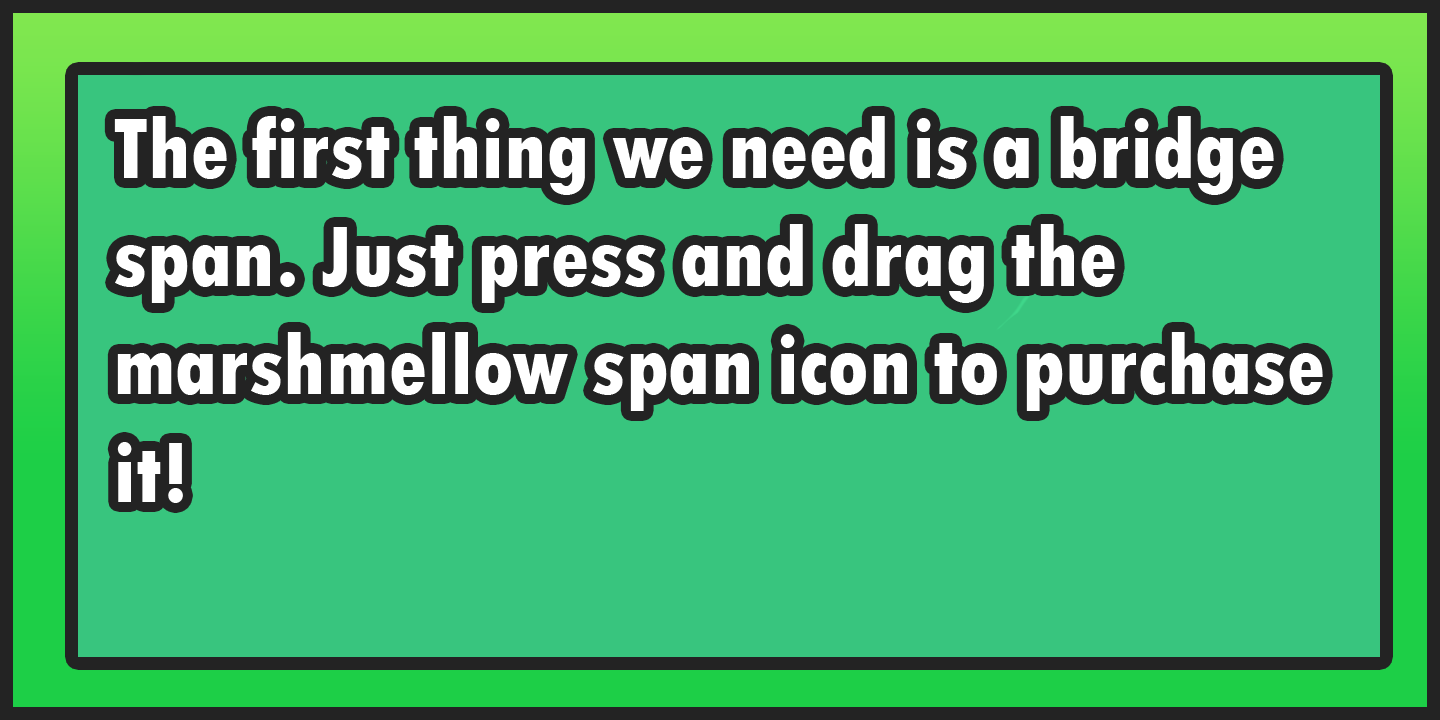 The first thing we need is a bridge
span. Just press and drag the
marshmellow span icon to purchase
it!